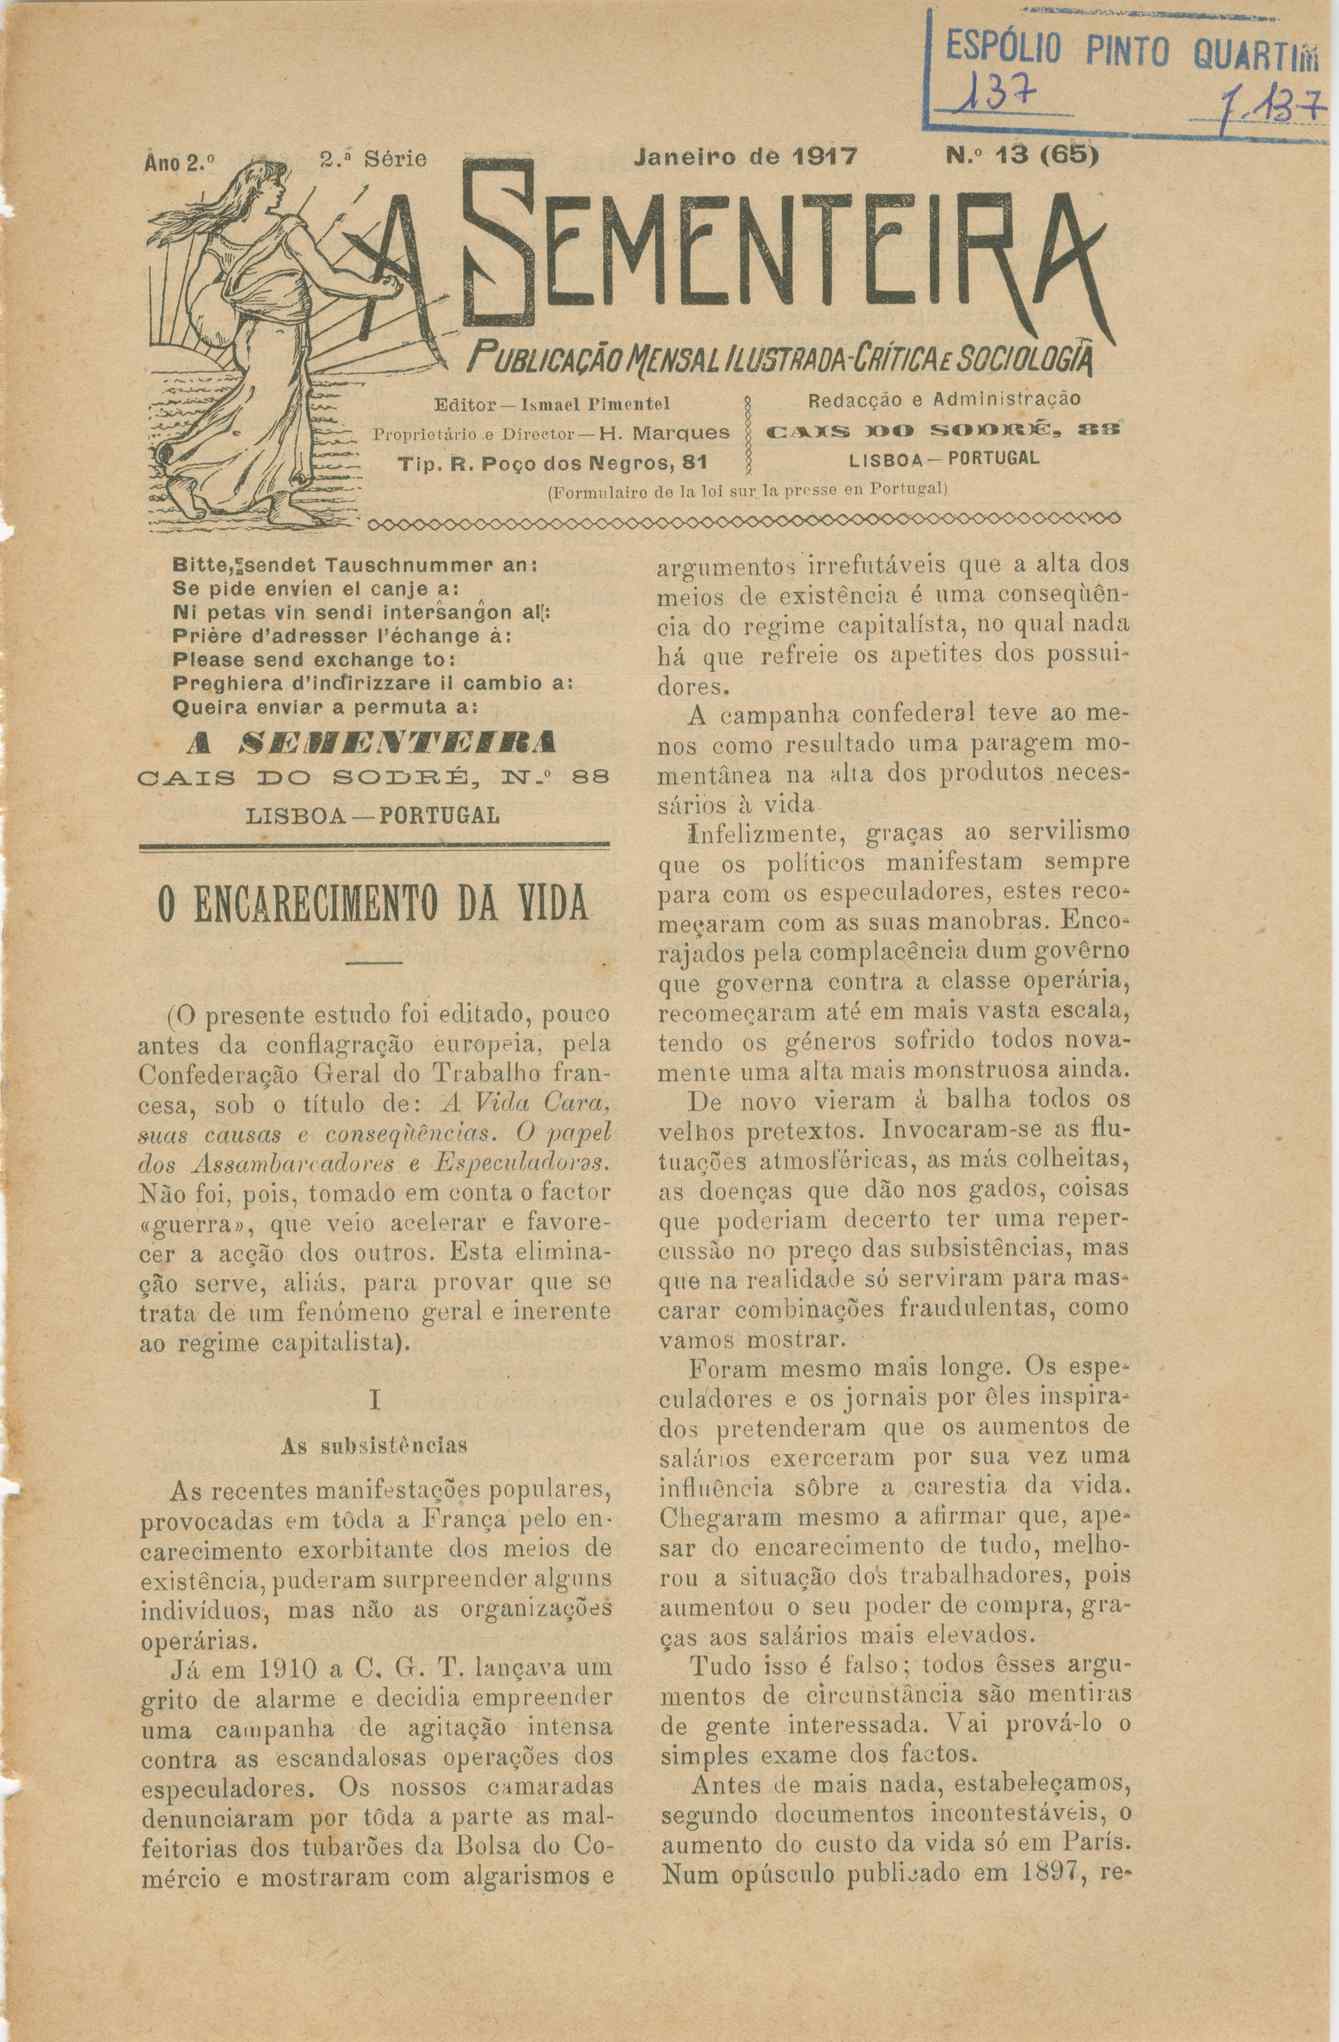 ESPÓLIO PINTO QUARTIM
137
7.137
Ano 2.º
2.ª Série
Janeiro de 1917
N.º 13 (65)
A SEMENTEIRA
PUBLICAÇÃO MENSAL ILUSTRADA-CRÍTICA E SOCIOLOGIA
Editor — Ismael Pimentel
Proprietário e Director — H. Marques
Tip. R. Poço dos Negros, 81
Redacção e Administração
CAIS DO SODRÉ, 88
LISBOA — PORTUGAL
(Formulairo de la loi sur la presse en Portugal)
Bitte, sendet Tauschnummer an:
Se pide envien el canje a:
Ni petas vin sendi interŝanĝon al:
Prière d'adresser l'échange á:
Please send exchange to:
Preghiera d'indirizzare il cambio a:
Queira enviar a permuta a:
A SEMENTEIRA
CAIS DO SODRÉ, N.º 88
LISBOA — PORTUGAL
O ENCARECIMENTO DA VIDA
(O presente estudo foi editado, pouco
antes da conflagração europeia, pela
Confederação Geral do Trabalho fran-
cesa, sob o título de: A Vida Cara,
suas causas e conseqùências. O papel
dos Assambarcadores e Especuladores.
Não foi, pois, tomado em conta o factor
«guerra», que veio acelerar e favore-
cer a acção dos outros. Esta elimina-
ção serve, aliás, para provar que se
trata de um fenómeno geral e inerente
ao regime capitalista).
I
As subsistências
As recentes manifestações populares,
provocadas em tôda a França pelo en-
carecimento exorbitante dos meios de
existência, puderam surpreender alguns
indivíduos, mas não as organizações
operárias.
Já em 1910 a C. G. T. lançava um
grito de alarme e decidia empreender
uma campanha de agitação intensa
contra as escandalosas operações dos
especuladores. Os nossos camaradas
denunciaram por tôda a parte as mal-
feitorias dos tubarões da Bolsa do Co-
mércio e mostraram com algarismos e
argumentos irrefutáveis que a alta dos
meios de existência é uma conseqùên-
cia do regime capitalísta, no qual nada
há que refreie os apetites dos possui-
dores.
A campanha confederal teve ao me-
nos como resultado uma paragem mo-
mentânea na alta dos produtos neces-
sários à vida
Infelizmente, graças ao servilismo
que os políticos manifestam sempre
para com os especuladores, estes reco-
meçaram com as suas manobras. Enco-
rajados pela complacência dum govêrno
que governa contra a classe operária,
recomeçaram até em mais vasta escala,
tendo os géneros sofrido todos nova-
mente uma alta mais monstruosa ainda.
De novo vieram à balha todos os
velhos pretextos. Invocaram-se as flu-
tuações atmosféricas, as más colheitas,
as doenças que dão nos gados, coisas
que poderiam decerto ter uma reper-
cussão no preço das subsistências, mas
que na realidade só serviram para mas-
carar combinações fraudulentas, como
vamos mostrar.
Foram mesmo mais longe. Os espe-
culadores e os jornais por êles inspira-
dos pretenderam que os aumentos de
salários exerceram por sua vez uma
influência sôbre a carestia da vida.
Chegaram mesmo a afirmar que, ape-
sar do encarecimento de tudo, melho-
rou a situação dos trabalhadores, pois
aumentou o seu poder de compra, gra-
ças aos salários mais elevados.
Tudo isso é falso; todos êsses argu-
mentos de circunstância são mentiras
de gente interessada. Vai prová-lo o
simples exame dos factos.
Antes de mais nada, estabeleçamos,
segundo documentos incontestáveis, o
aumento do custo da vida só em París.
Num opúsculo publicado em 1897, re-